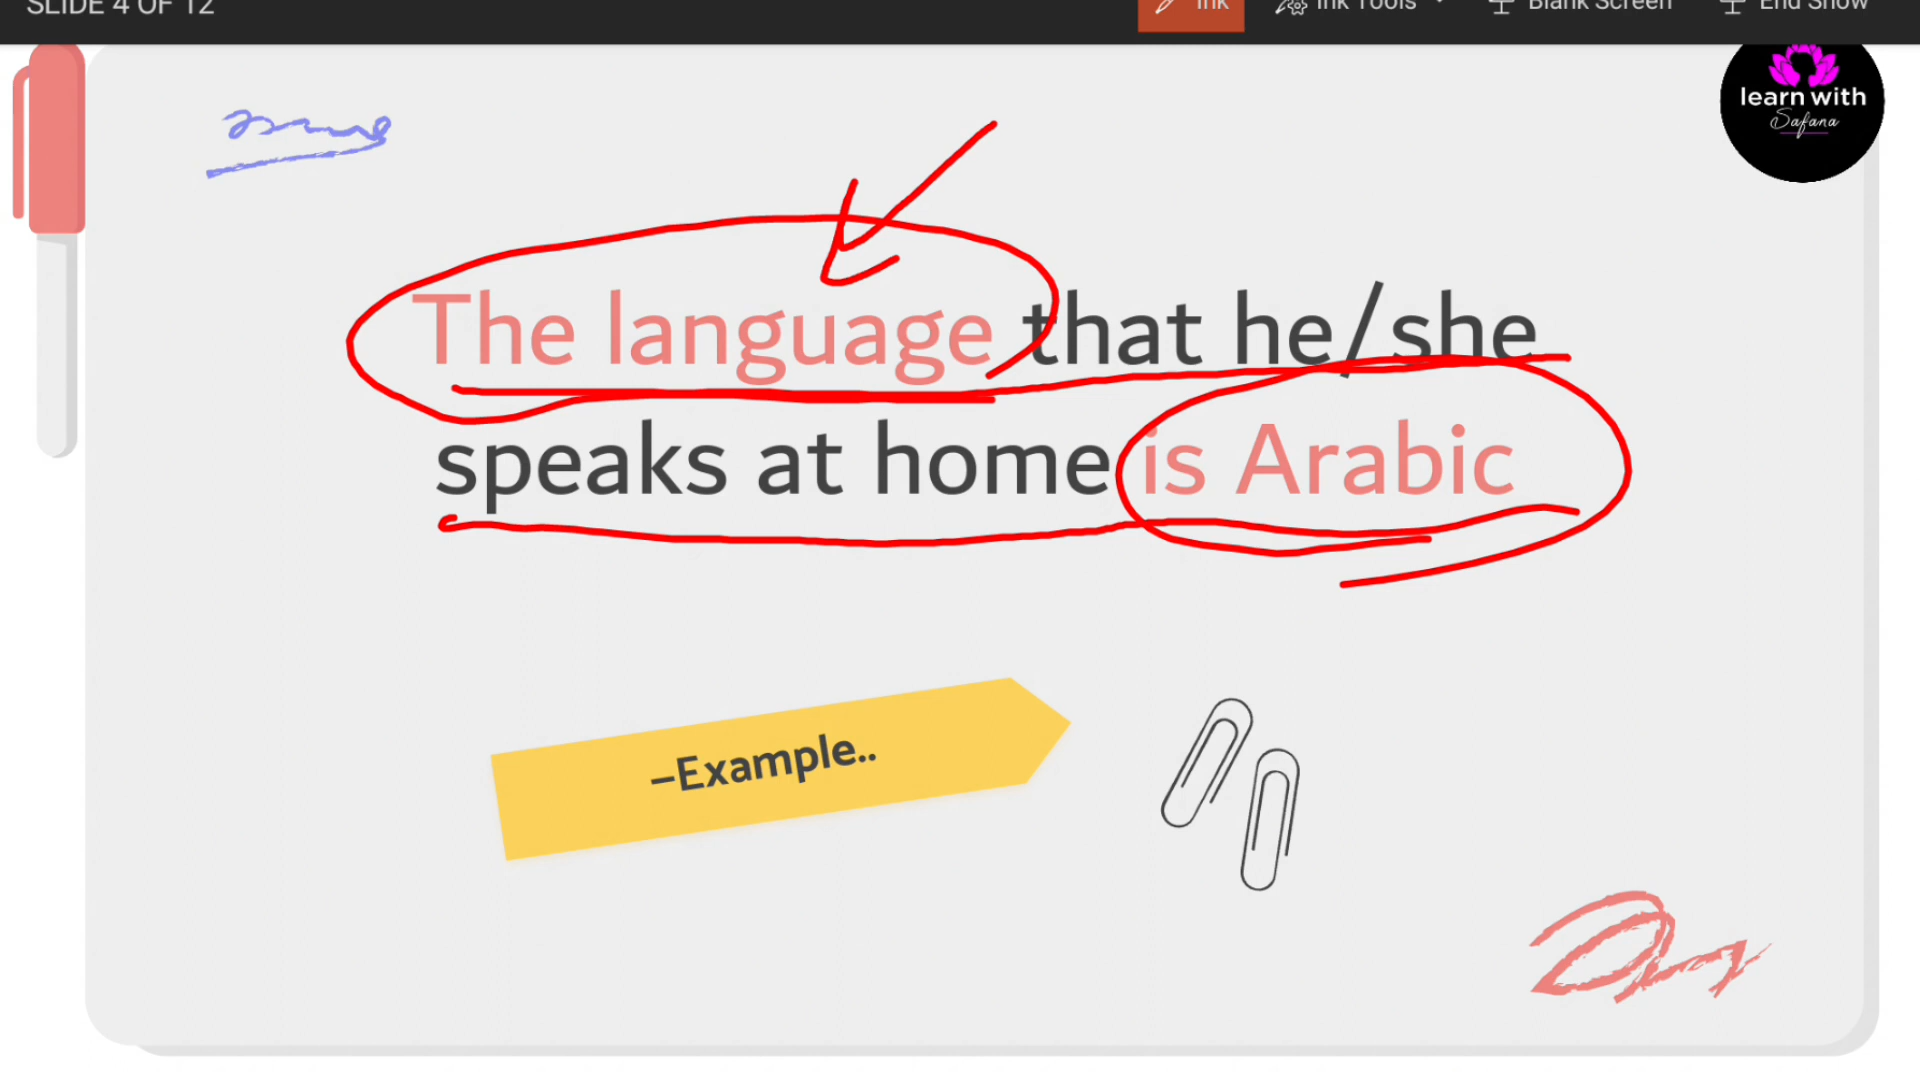 SLIDE 4 OF 12
Ink
Ink Tools
Blank Screen
End Show
learn with
Safana
The language that he/she
speaks at home is Arabic
–Example..